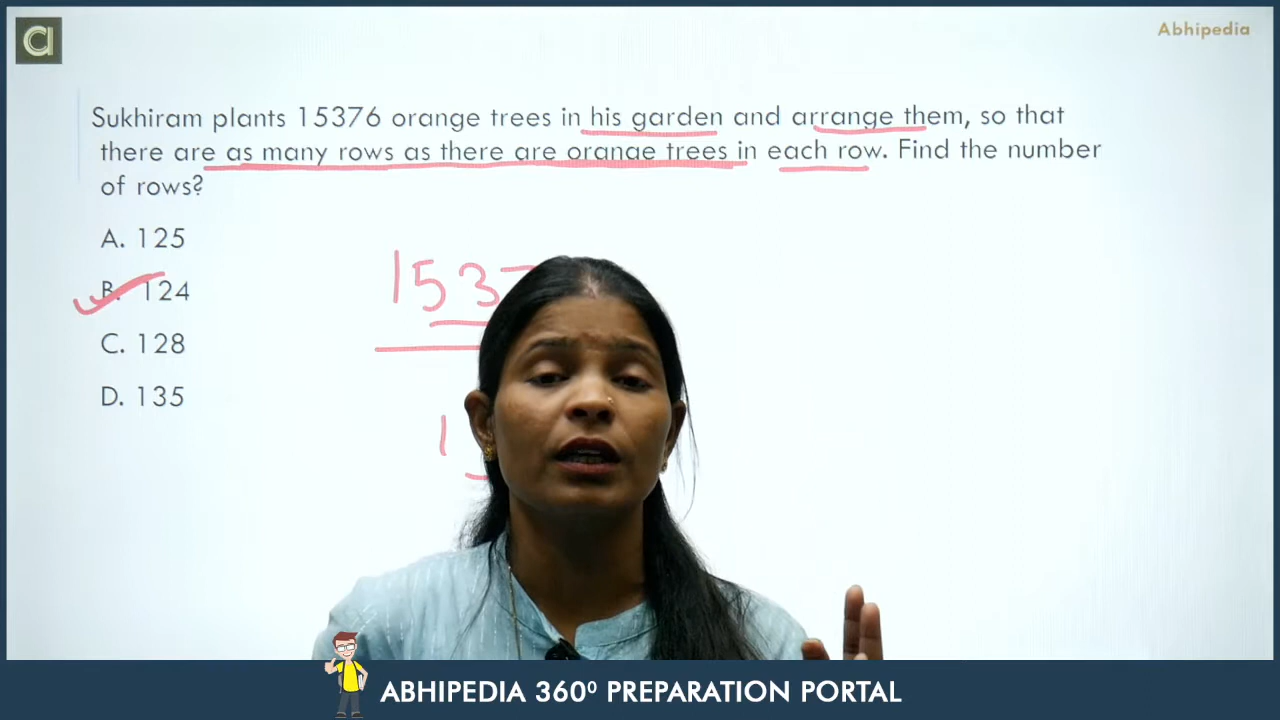 Abhipedia
Sukhiram plants 15376 orange trees in his garden and arrange them, so that
there are as many rows as there are orange trees in each row. Find the number
of rows?
A. 125
B. 124
C. 128
D. 135
1537
1
ABHIPEDIA 360⁰ PREPARATION PORTAL